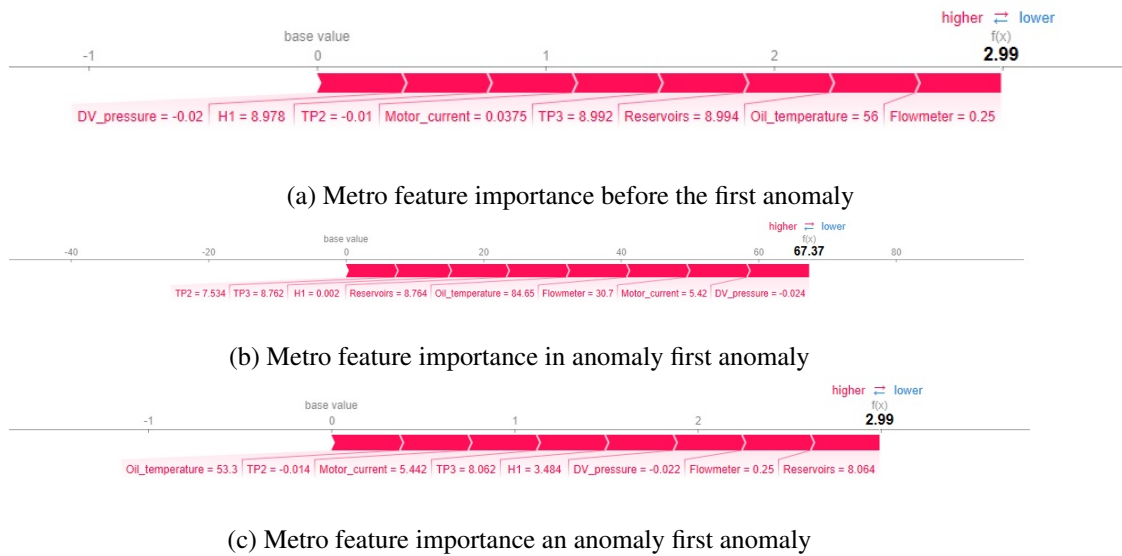 higher ⇄ lower
base value f(x)
-1 0 1 2 2.99
DV_pressure = -0.02 H1 = 8.978 TP2 = -0.01 Motor_current = 0.0375 TP3 = 8.992 Reservoirs = 8.994 Oil_temperature = 56 Flowmeter = 0.25
(a) Metro feature importance before the first anomaly
higher ⇄ lower
base value f(x)
-40 -20 0 20 40 60 67.37 80
TP2 = 7.534 TP3 = 8.762 H1 = 0.002 Reservoirs = 8.764 Oil_temperature = 84.65 Flowmeter = 30.7 Motor_current = 5.42 DV_pressure = -0.024
(b) Metro feature importance in anomaly first anomaly
higher ⇄ lower
base value f(x)
-1 0 1 2 2.99
Oil_temperature = 53.3 TP2 = -0.014 Motor_current = 5.442 TP3 = 8.062 H1 = 3.484 DV_pressure = -0.022 Flowmeter = 0.25 Reservoirs = 8.064
(c) Metro feature importance an anomaly first anomaly